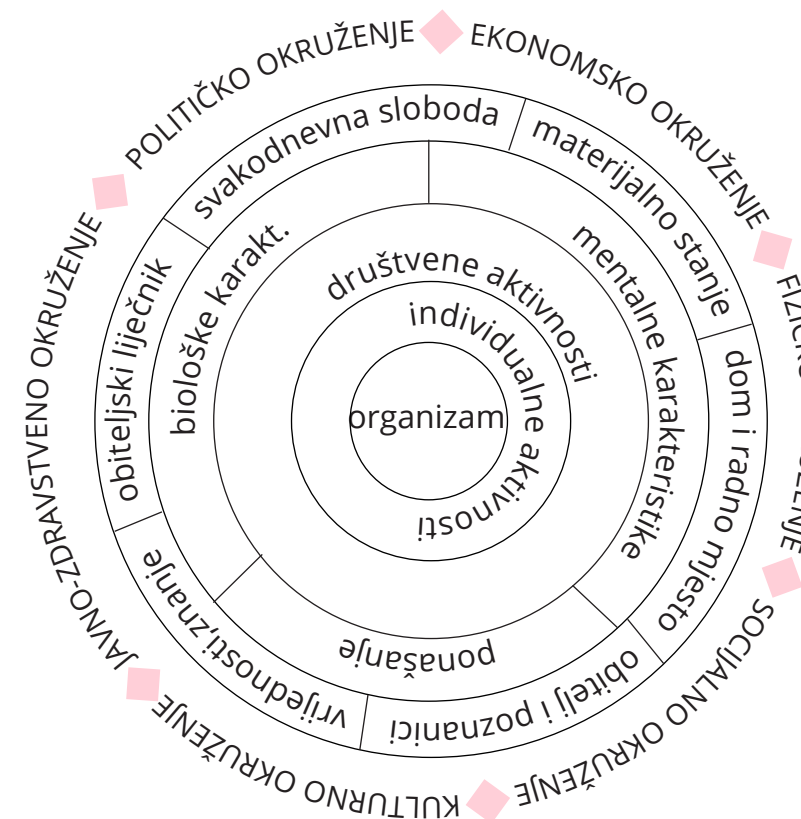 POLITIČKO OKRUŽENJE
EKONOMSKO OKRUŽENJE
SOCIJALNO OKRUŽENJE
KULTURNO OKRUŽENJE
JAVNO-ZDRAVSTVENO OKRUŽENJE
svakodnevna sloboda
materijalno stanje
dom i radno mjesto
obitelj i poznanici
vrijednosti,znanje
obiteljski liječnik
biološke karakt.
mentalne karakteristike
ponašanje
društvene aktivnosti
individualne aktivnosti
organizam